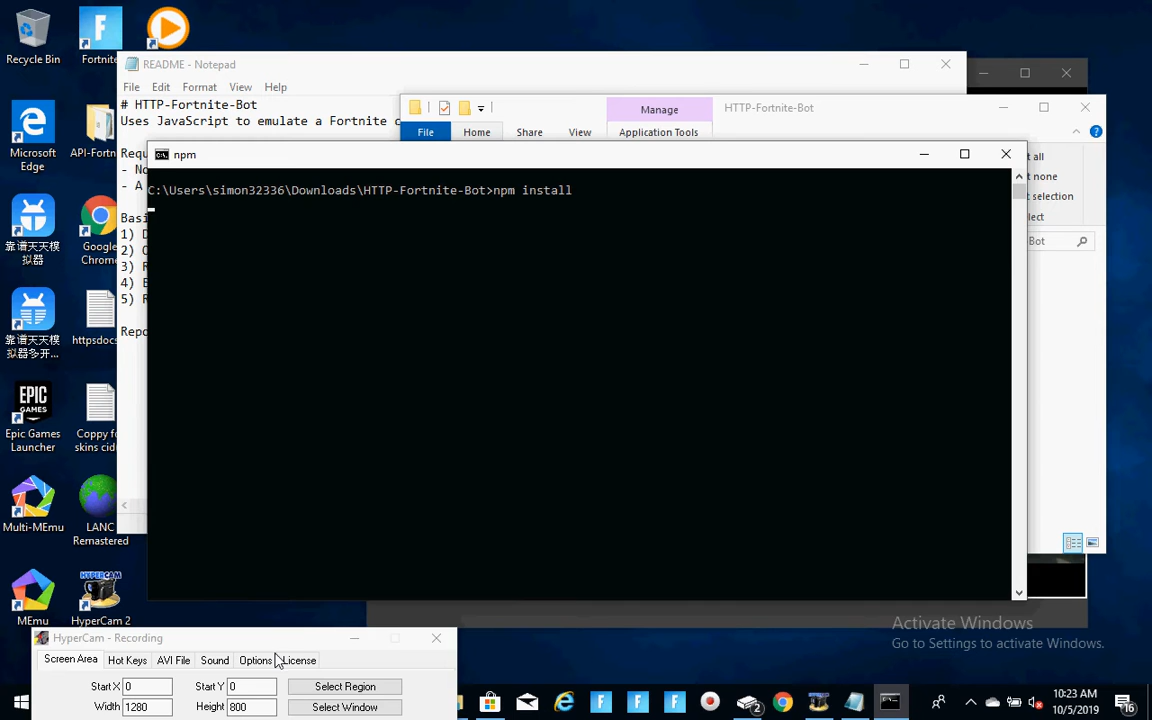 Recycle Bin
Fortnite
README - Notepad
File Edit Format View Help
# HTTP-Fortnite-Bot
Uses JavaScript to emulate a Fortnite c
Requ
- No
- A
Basi
1) D
2) O
3) R
4) E
5) R
Repo
Manage
HTTP-Fortnite-Bot
File Home Share View Application Tools
t all
t none
t selection
lect
Bot
npm
C:\Users\simon32336\Downloads\HTTP-Fortnite-Bot>npm install
Microsoft
Edge
API-Fortn
靠谱天天模
拟器
Google
Chrome
靠谱天天模
拟器多开...
httpsdocs
EPIC
GAMES
Epic Games
Launcher
Coppy fo
skins cid
Multi-MEmu
LANC
Remastered
MEmu
HYPERCAM
HyperCam 2
Activate Windows
Go to Settings to activate Windows.
HyperCam - Recording
Screen Area Hot Keys AVI File Sound Options License
Start X 0 Start Y 0 Select Region
Width 1280 Height 800 Select Window
2
10:23 AM
10/5/2019
16